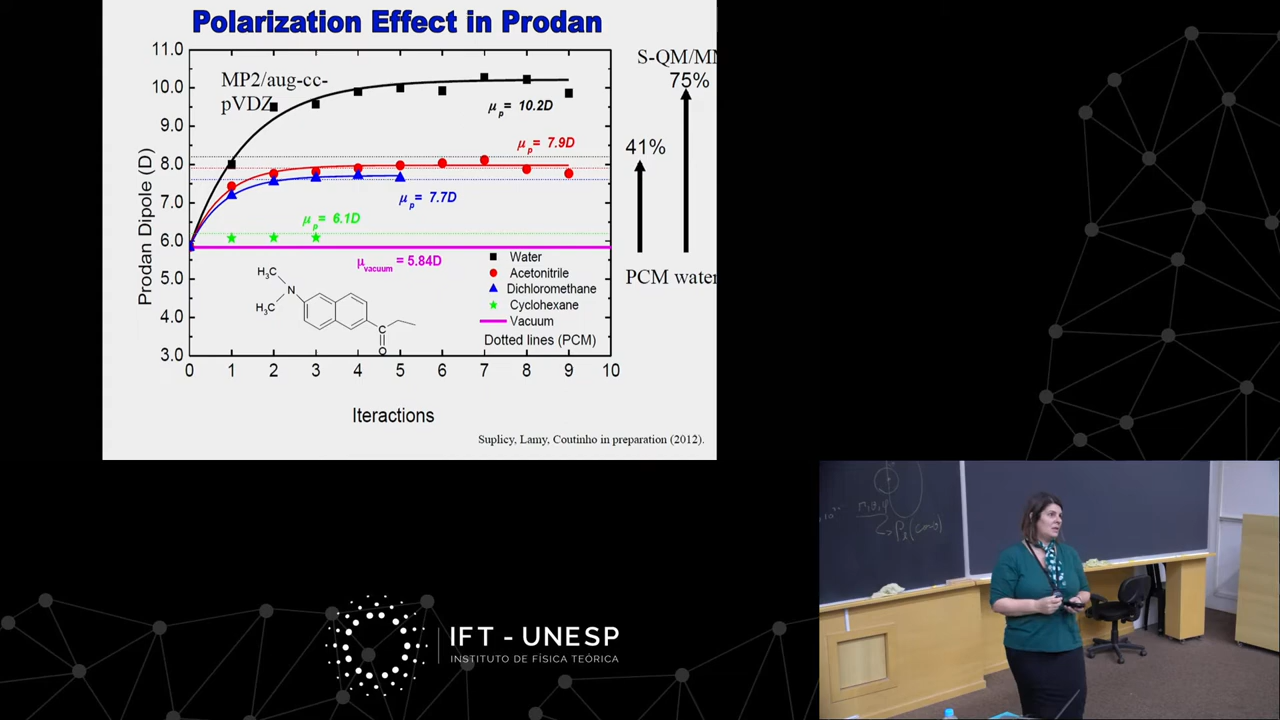 Polarization Effect in Prodan
S-QM/MM
75%
41%
PCM water
Prodan Dipole (D)
11.0
10.0
9.0
8.0
7.0
6.0
5.0
4.0
3.0
MP2/aug-cc-
pVDZ
μp= 10.2D
μp= 7.9D
μp= 7.7D
μp= 6.1D
μvacuum = 5.84D
H3C
N
H3C
C
O
Water
Acetonitrile
Dichloromethane
Cyclohexane
Vacuum
Dotted lines (PCM)
0 1 2 3 4 5 6 7 8 9 10
Iteractions
Suplicy, Lamy, Coutinho in preparation (2012).
IFT - UNESP
INSTITUTO DE FÍSICA TEÓRICA